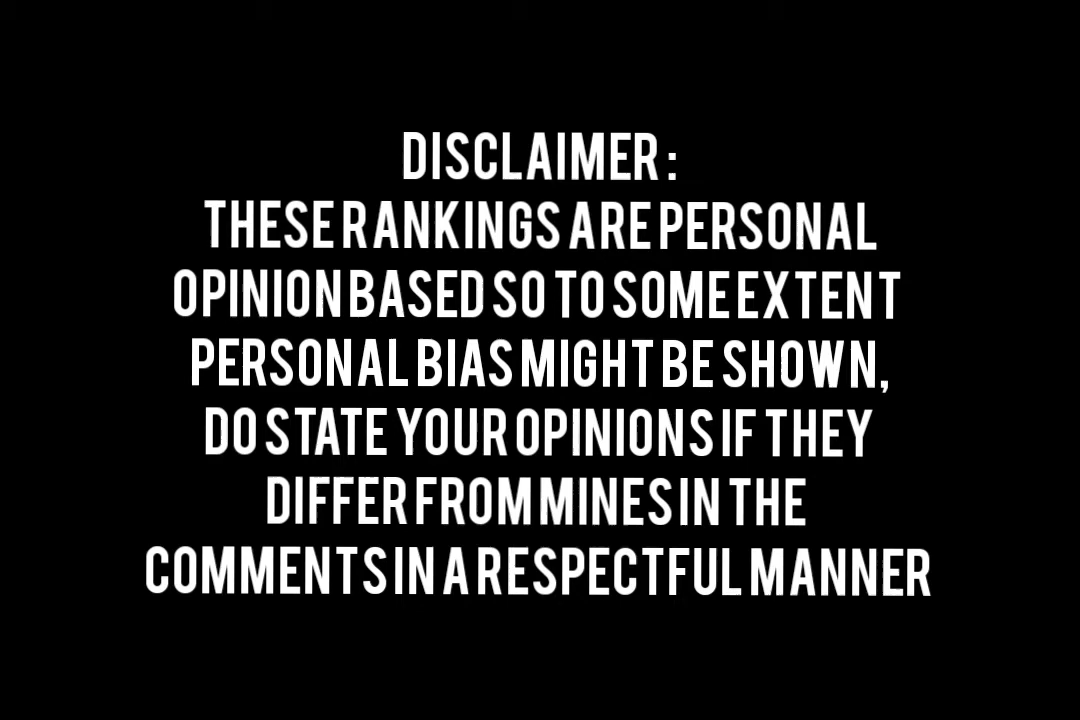 DISCLAIMER :
THESE RANKINGS ARE PERSONAL
OPINION BASED SO TO SOME EXTENT
PERSONAL BIAS MIGHT BE SHOWN,
DO STATE YOUR OPINIONS IF THEY
DIFFER FROM MINES IN THE
COMMENTS IN A RESPECTFUL MANNER